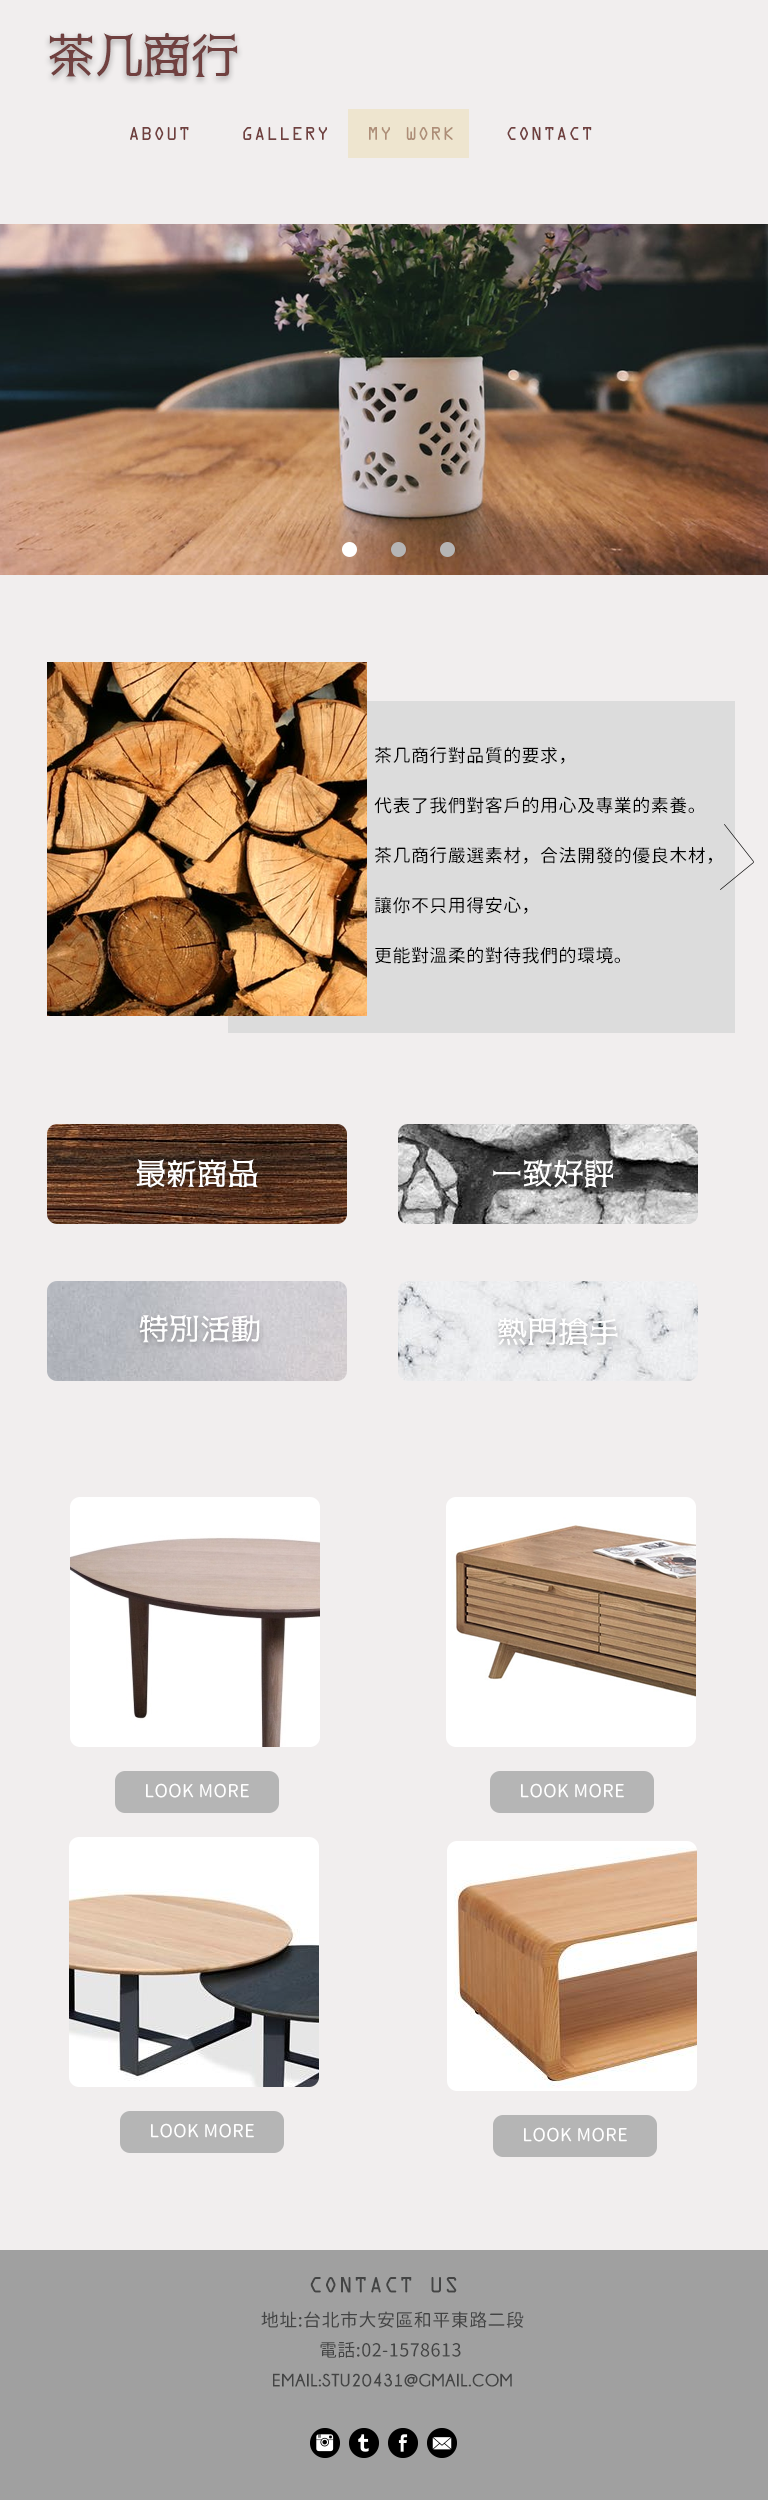 茶几商行
ABOUT GALLERY MY WORK CONTACT
茶几商行對品質的要求，
代表了我們對客戶的用心及專業的素養。
茶几商行嚴選素材，合法開發的優良木材，
讓你不只用得安心，
更能對溫柔的對待我們的環境。
最新商品
一致好評
特別活動
熱門搶手
LOOK MORE
LOOK MORE
LOOK MORE
LOOK MORE
CONTACT US
地址:台北市大安區和平東路二段
電話:02-1578613
EMAIL:STU20431@GMAIL.COM